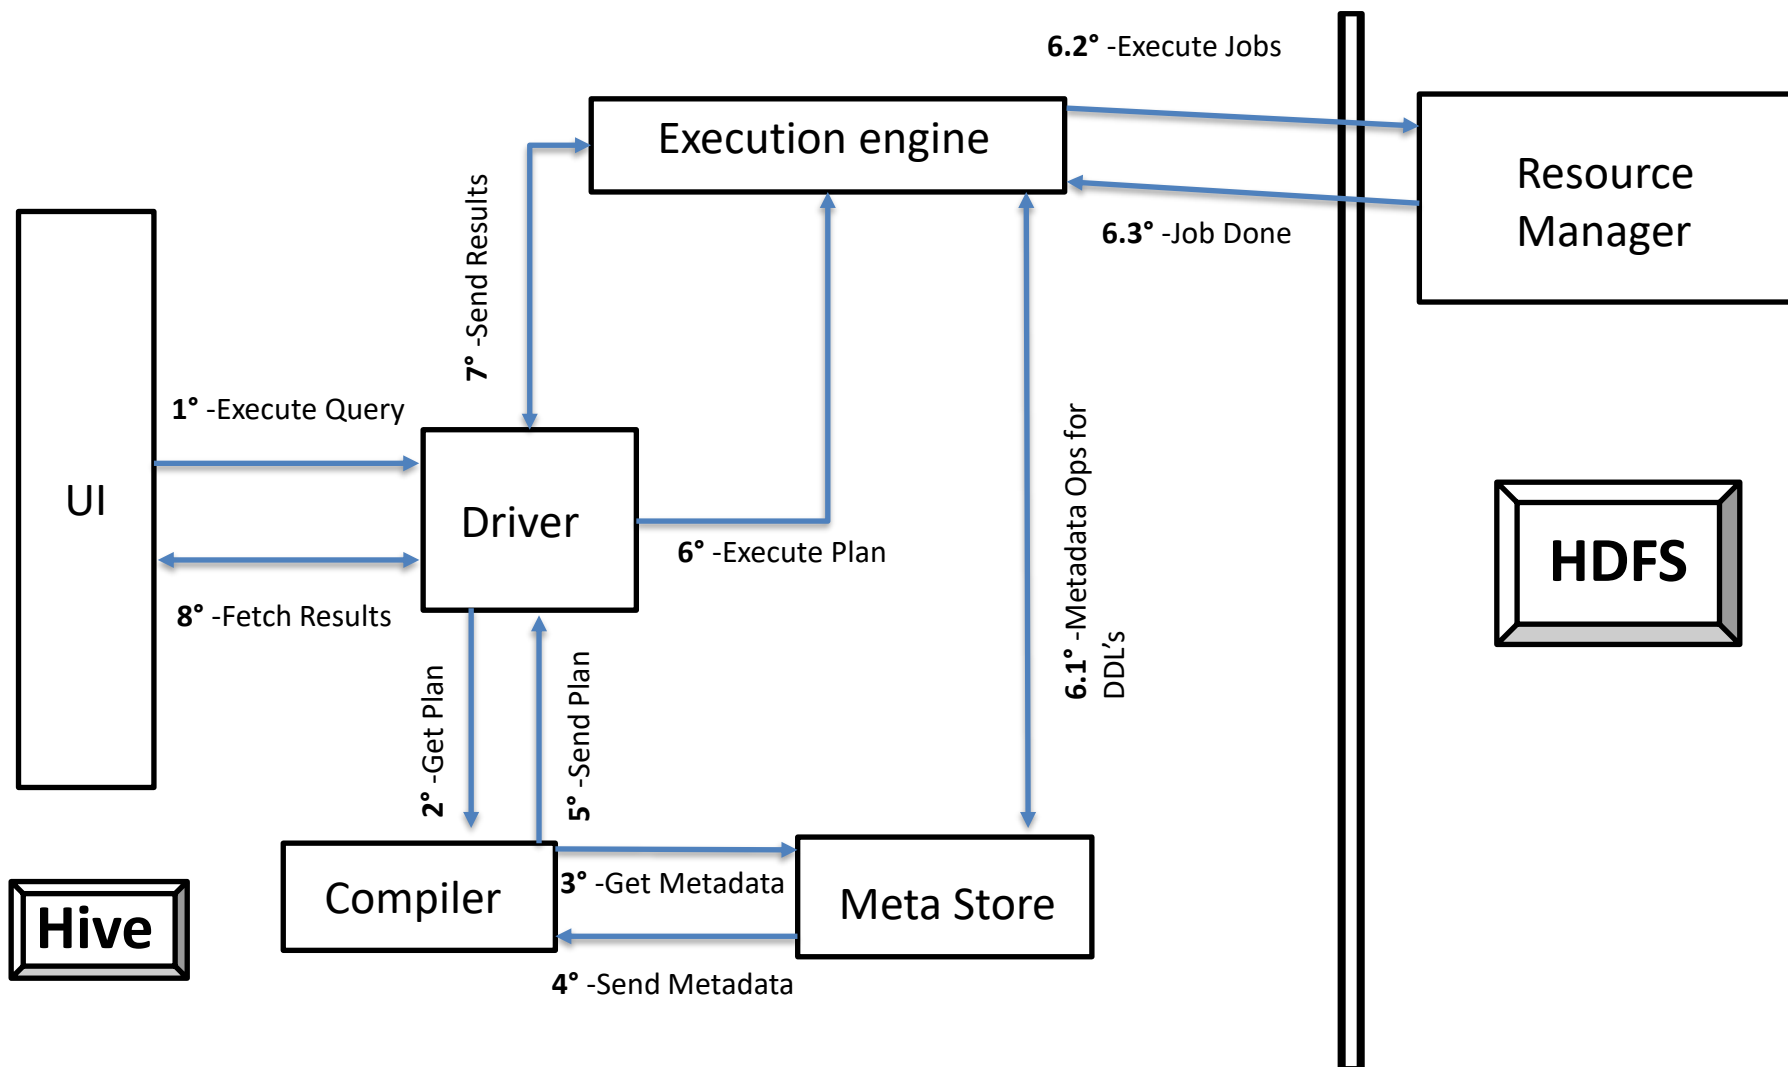 6.2° -Execute Jobs
Execution engine
Resource
Manager
6.3° -Job Done
7° -Send Results
1° -Execute Query
UI
Driver
6° -Execute Plan
6.1° -Metadata Ops for
DDL's
HDFS
8° -Fetch Results
2° -Get Plan
5° -Send Plan
Compiler
3° -Get Metadata
Meta Store
Hive
4° -Send Metadata